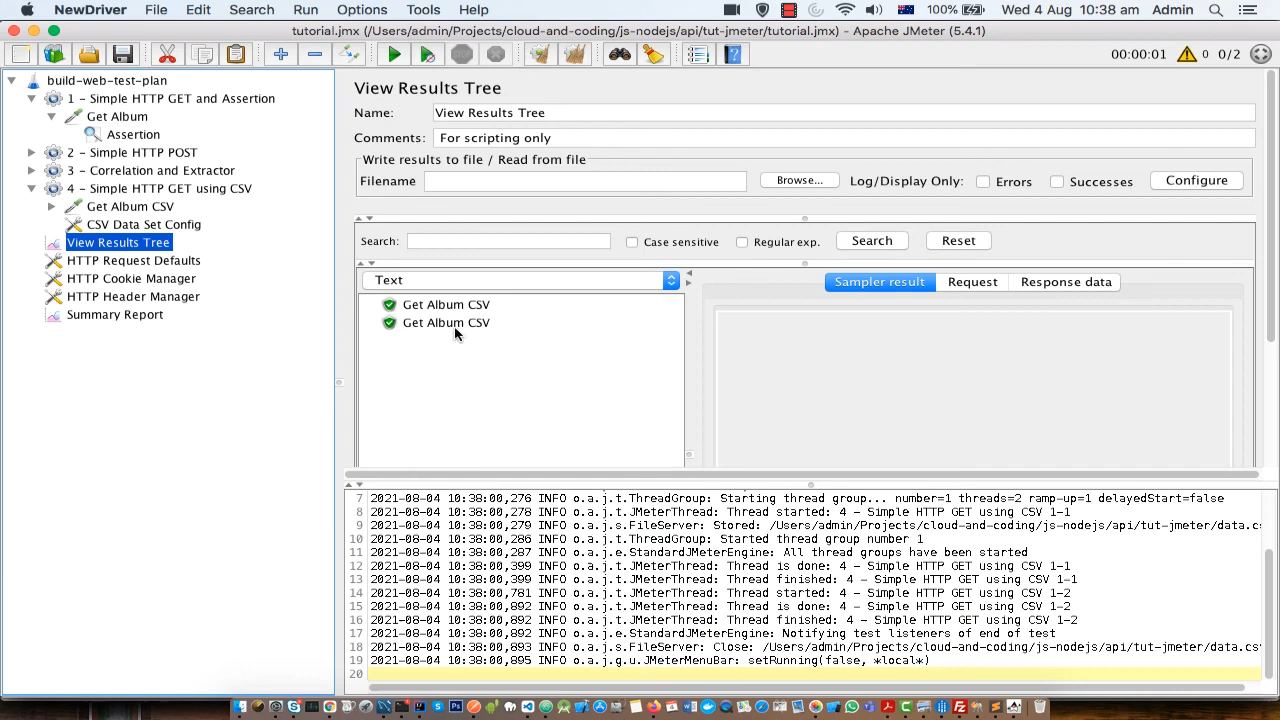 NewDriver File Edit Search Run Options Tools Help 100% Wed 4 Aug 10:38 am Admin
tutorial.jmx (/Users/admin/Projects/cloud-and-coding/js-nodejs/api/tut-jmeter/tutorial.jmx) - Apache JMeter (5.4.1)
00:00:01 0 0/2
build-web-test-plan
1 - Simple HTTP GET and Assertion
Get Album
Assertion
2 - Simple HTTP POST
3 - Correlation and Extractor
4 - Simple HTTP GET using CSV
Get Album CSV
CSV Data Set Config
View Results Tree
HTTP Request Defaults
HTTP Cookie Manager
HTTP Header Manager
Summary Report
View Results Tree
Name: View Results Tree
Comments: For scripting only
Write results to file / Read from file
Filename Browse... Log/Display Only: Errors Successes Configure
Search: Case sensitive Regular exp. Search Reset
Text
Sampler result Request Response data
Get Album CSV
Get Album CSV
7 2021-08-04 10:38:00,276 INFO o.a.j.t.ThreadGroup: Starting thread group... number=1 threads=2 ramp-up=1 delayedStart=false
8 2021-08-04 10:38:00,278 INFO o.a.j.t.JMeterThread: Thread started: 4 - Simple HTTP GET using CSV 1-1
9 2021-08-04 10:38:00,279 INFO o.a.j.s.FileServer: Stored: /Users/admin/Projects/cloud-and-coding/js-nodejs/api/tut-jmeter/data.cs
10 2021-08-04 10:38:00,286 INFO o.a.j.t.ThreadGroup: Started thread group number 1
11 2021-08-04 10:38:00,287 INFO o.a.j.e.StandardJMeterEngine: All thread groups have been started
12 2021-08-04 10:38:00,399 INFO o.a.j.t.JMeterThread: Thread is done: 4 - Simple HTTP GET using CSV 1-1
13 2021-08-04 10:38:00,399 INFO o.a.j.t.JMeterThread: Thread finished: 4 - Simple HTTP GET using CSV 1-1
14 2021-08-04 10:38:00,781 INFO o.a.j.t.JMeterThread: Thread started: 4 - Simple HTTP GET using CSV 1-2
15 2021-08-04 10:38:00,892 INFO o.a.j.t.JMeterThread: Thread is done: 4 - Simple HTTP GET using CSV 1-2
16 2021-08-04 10:38:00,892 INFO o.a.j.t.JMeterThread: Thread finished: 4 - Simple HTTP GET using CSV 1-2
17 2021-08-04 10:38:00,892 INFO o.a.j.e.StandardJMeterEngine: Notifying test listeners of end of test
18 2021-08-04 10:38:00,893 INFO o.a.j.s.FileServer: Close: /Users/admin/Projects/cloud-and-coding/js-nodejs/api/tut-jmeter/data.cs
19 2021-08-04 10:38:00,895 INFO o.a.j.g.u.JMeterMenuBar: setRunning(false, *local*)
20